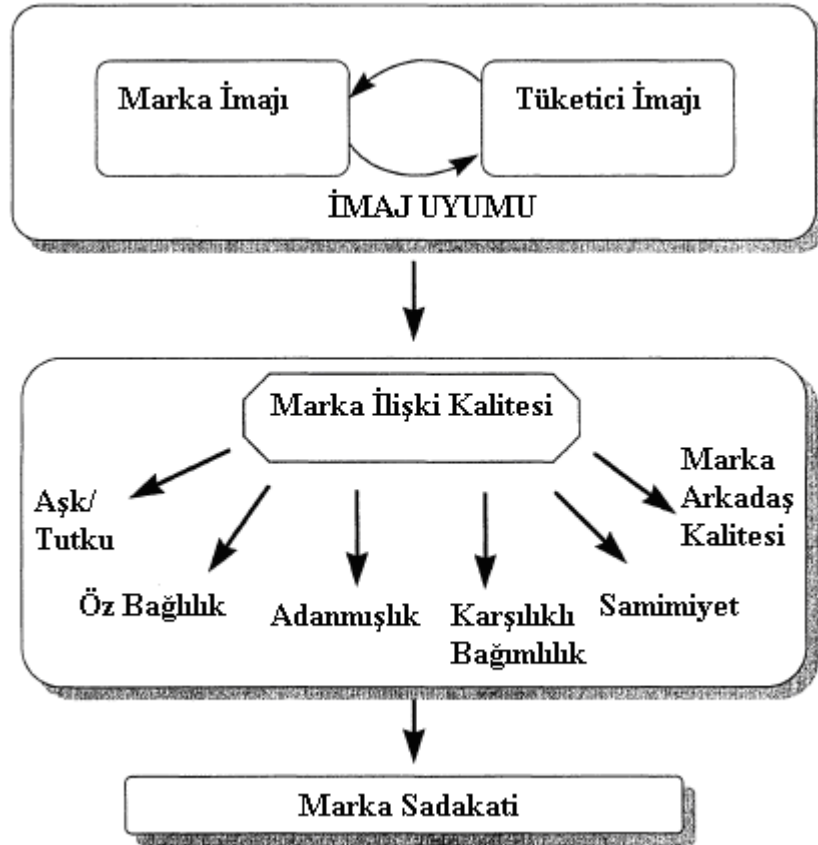 Marka İmajı
Tüketici İmajı
İMAJ UYUMU
Marka İlişki Kalitesi
Aşk/
Tutku
Öz Bağlılık
Adanmışlık
Karşılıklı
Bağımlılık
Samimiyet
Marka
Arkadaş
Kalitesi
Marka Sadakati